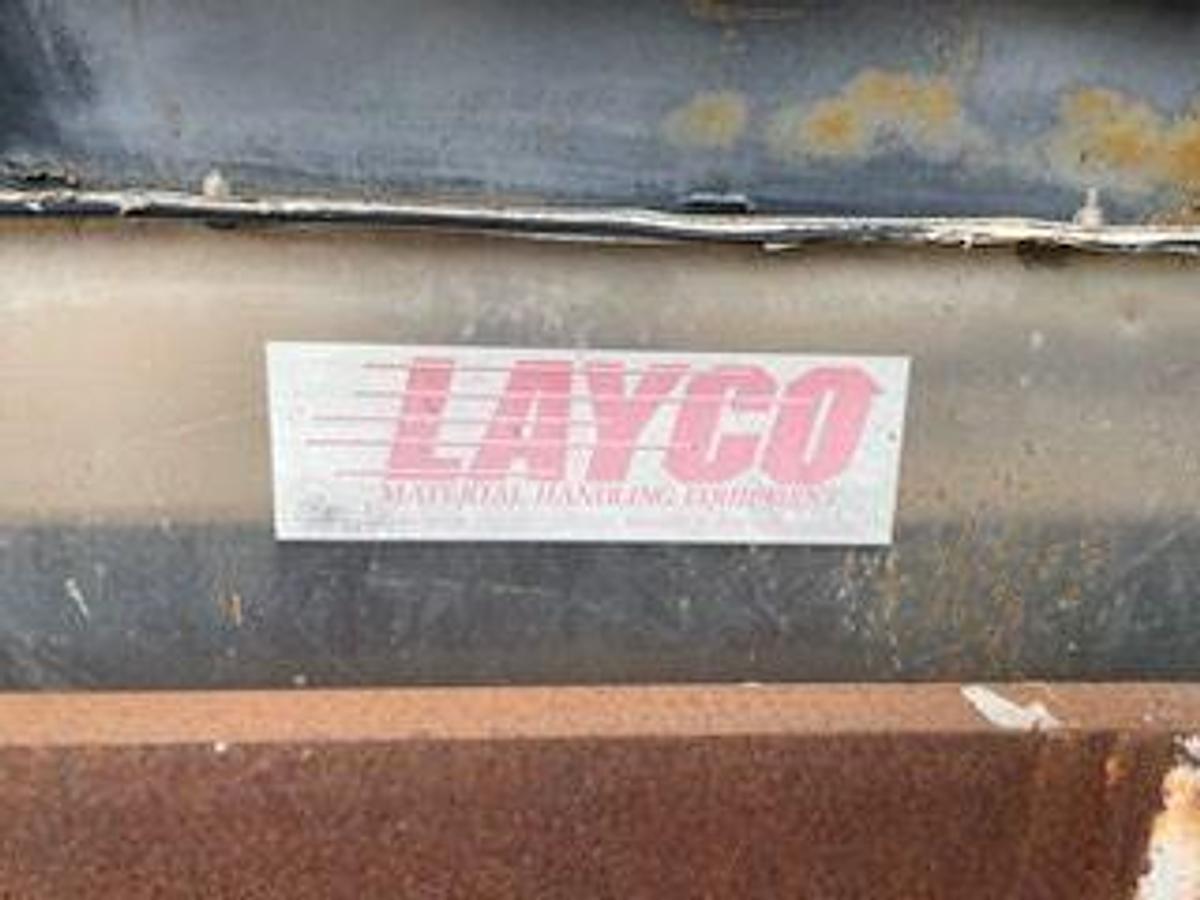 LAYCO
MATERIAL HANDLING EQUIPMENT